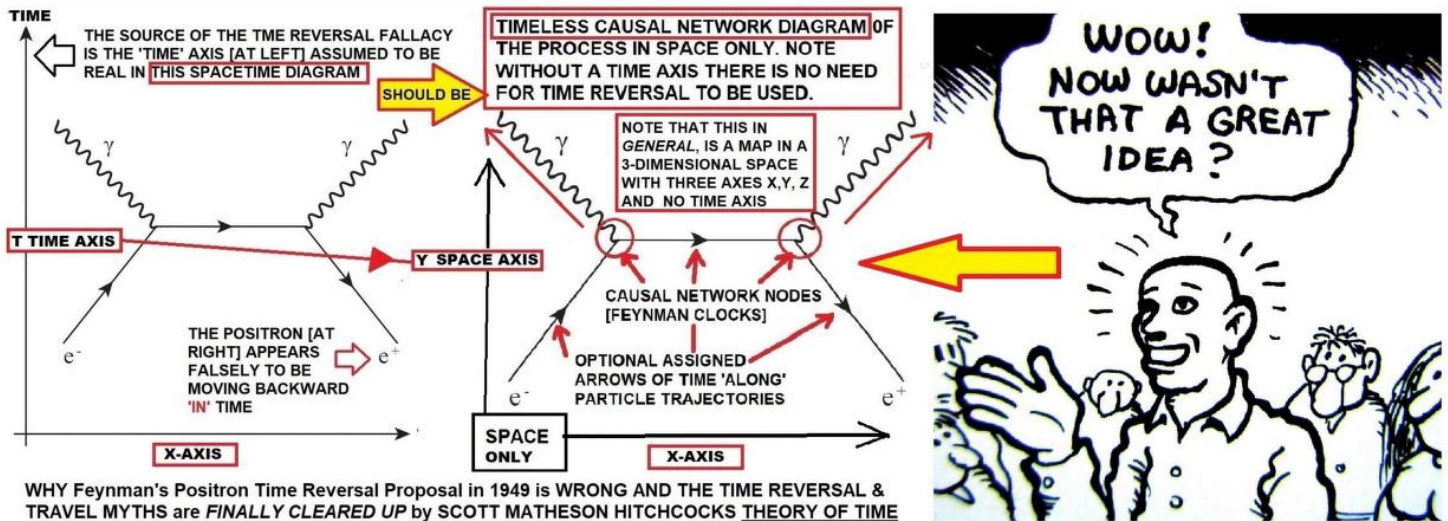 TIME
THE SOURCE OF THE TME REVERSAL FALLACY
IS THE 'TIME' AXIS [AT LEFT] ASSUMED TO BE
REAL IN THIS SPACETIME DIAGRAM
SHOULD BE
TIMELESS CAUSAL NETWORK DIAGRAM 0F
THE PROCESS IN SPACE ONLY. NOTE
WITHOUT A TIME AXIS THERE IS NO NEED
FOR TIME REVERSAL TO BE USED.
γ
γ
T TIME AXIS
e-
THE POSITRON [AT
RIGHT] APPEARS
FALSELY TO BE
MOVING BACKWARD
'IN' TIME
e+
X-AXIS
γ
NOTE THAT THIS IN
GENERAL, IS A MAP IN A
3-DIMENSIONAL SPACE
WITH THREE AXES X,Y, Z
AND NO TIME AXIS
γ
Y SPACE AXIS
CAUSAL NETWORK NODES
[FEYNMAN CLOCKS]
OPTIONAL ASSIGNED
ARROWS OF TIME 'ALONG'
PARTICLE TRAJECTORIES
e-
e+
SPACE
ONLY
X-AXIS
WOW!
NOW WASN'T
THAT A GREAT
IDEA?
WHY Feynman's Positron Time Reversal Proposal in 1949 is WRONG AND THE TIME REVERSAL &
TRAVEL MYTHS are FINALLY CLEARED UP by SCOTT MATHESON HITCHCOCKS THEORY OF TIME